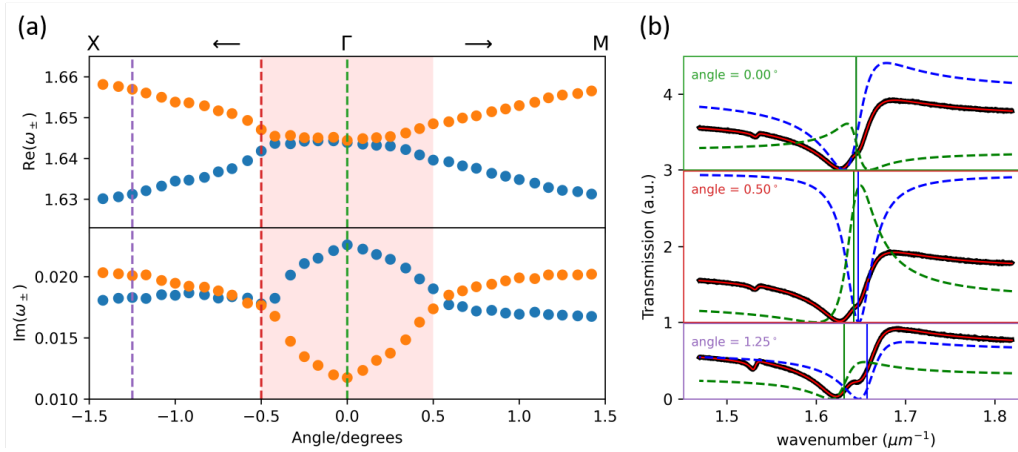 (a)
X ← Γ → M
1.66
1.65
1.64
1.63
Re(ω±)
0.020
0.015
0.010
Im(ω±)
−1.5 −1.0 −0.5 0.0 0.5 1.0 1.5
Angle/degrees
(b)
angle = 0.00°
angle = 0.50°
angle = 1.25°
4
3
2
1
0
Transmission (a.u.)
1.5 1.6 1.7 1.8
wavenumber (μm⁻¹)